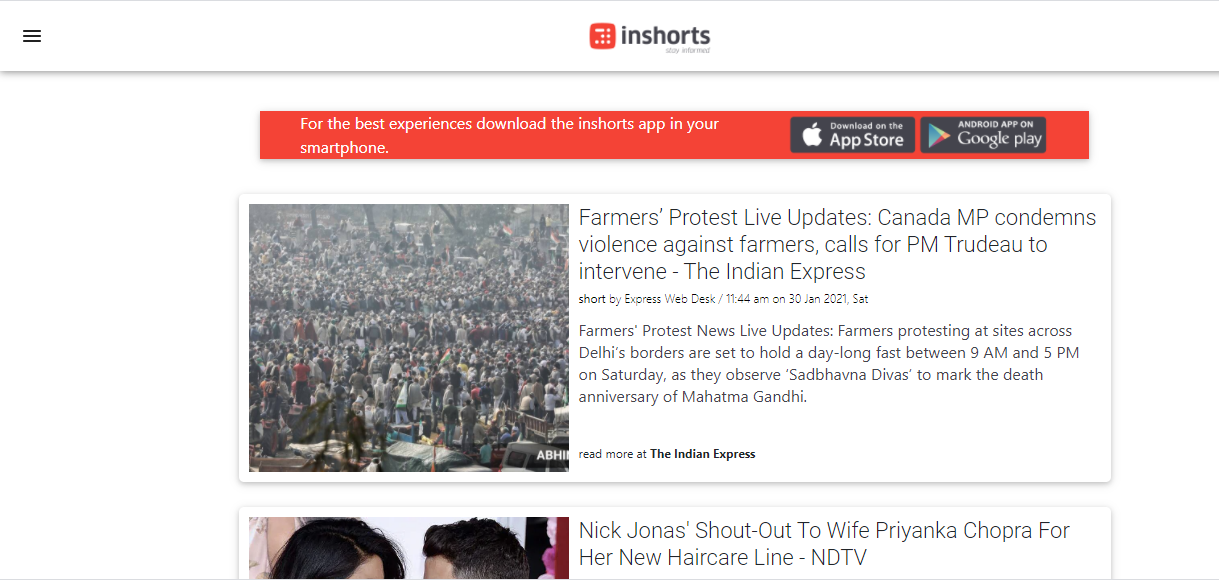 inshorts
stay informed
For the best experiences download the inshorts app in your
smartphone.
Download on the
App Store
ANDROID APP ON
Google play
Farmers’ Protest Live Updates: Canada MP condemns
violence against farmers, calls for PM Trudeau to
intervene - The Indian Express
short by Express Web Desk / 11:44 am on 30 Jan 2021, Sat
Farmers' Protest News Live Updates: Farmers protesting at sites across
Delhi’s borders are set to hold a day-long fast between 9 AM and 5 PM
on Saturday, as they observe ‘Sadbhavna Divas’ to mark the death
anniversary of Mahatma Gandhi.
ABHIN
read more at The Indian Express
Nick Jonas' Shout-Out To Wife Priyanka Chopra For
Her New Haircare Line - NDTV